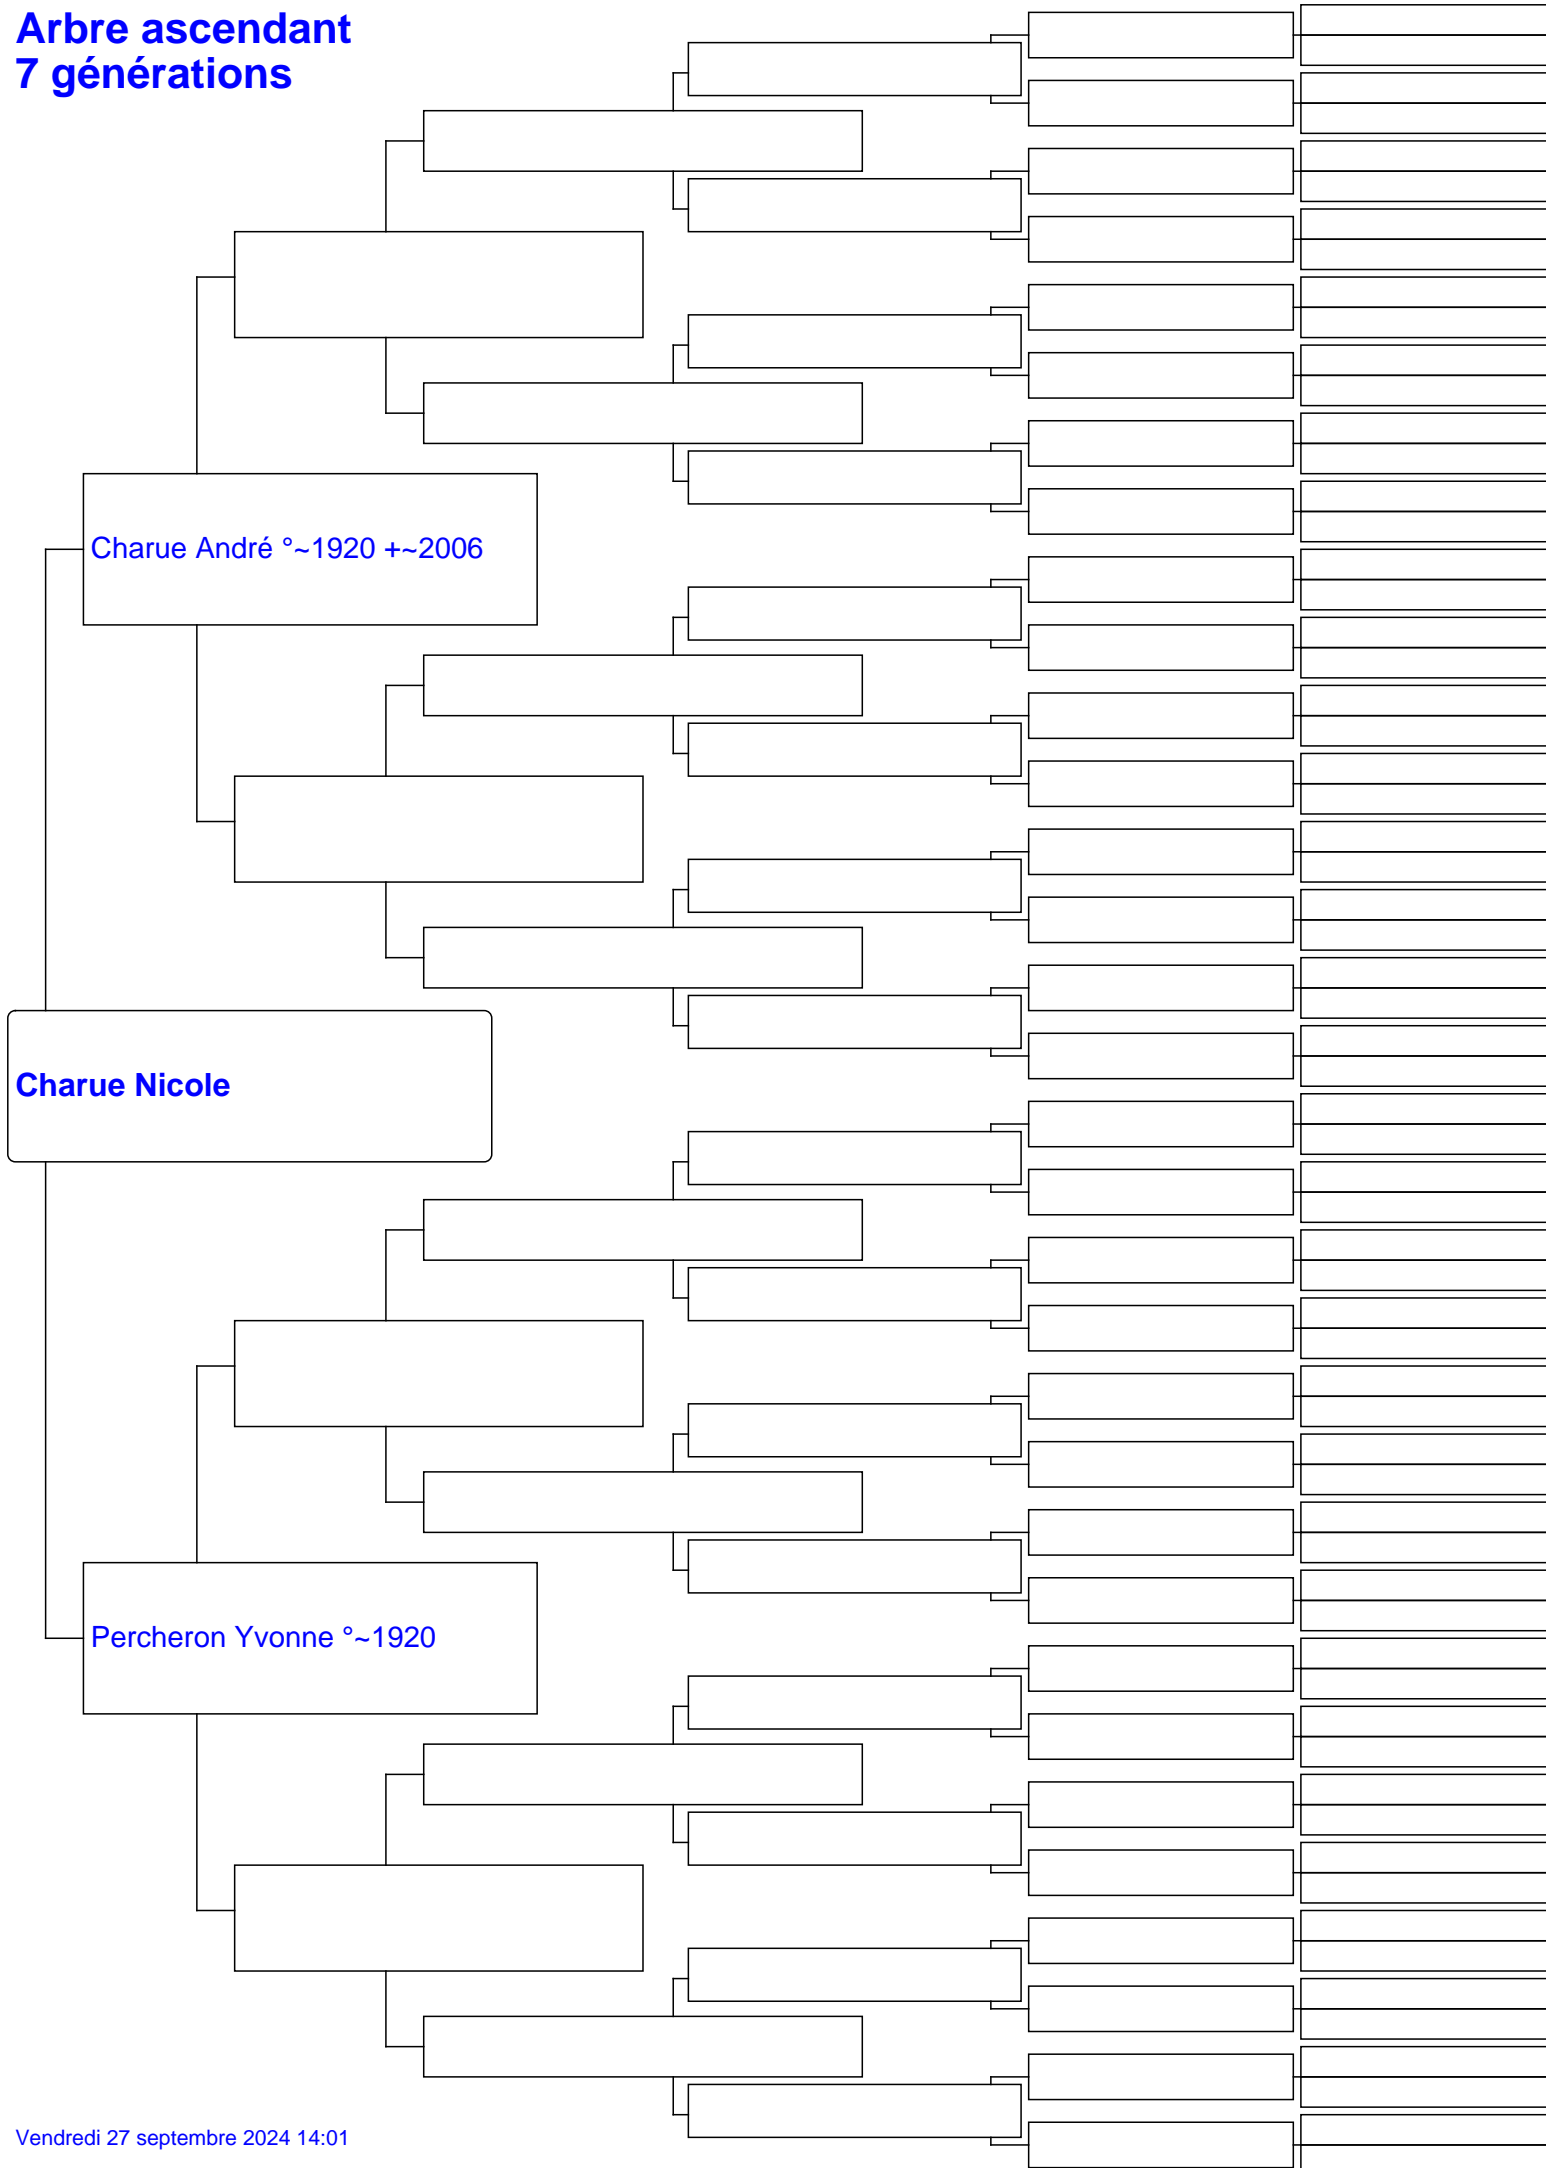 Arbre ascendant
7 générations
Charue André °~1920 +~2006
Charue Nicole
Percheron Yvonne °~1920
Vendredi 27 septembre 2024 14:01